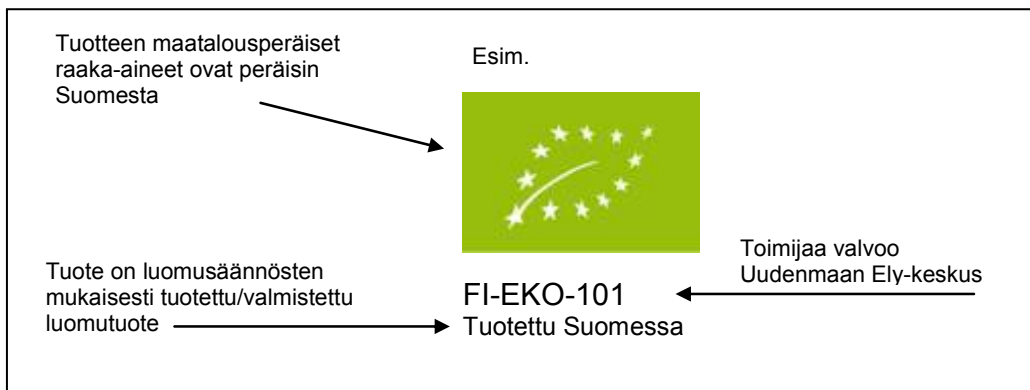 Tuotteen maatalousperäiset
raaka-aineet ovat peräisin
Suomesta
Esim.
Toimijaa valvoo
Uudenmaan Ely-keskus
Tuote on luomusäännösten
mukaisesti tuotettu/valmistettu
luomutuote
FI-EKO-101
Tuotettu Suomessa